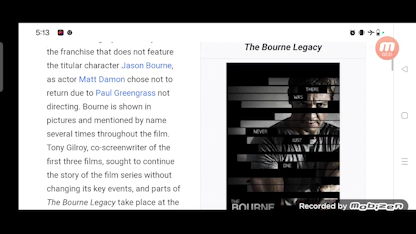 5:13
the franchise that does not feature
the titular character Jason Bourne,
as actor Matt Damon chose not to
return due to Paul Greengrass not
directing. Bourne is shown in
pictures and mentioned by name
several times throughout the film.
Tony Gilroy, co-screenwriter of the
first three films, sought to continue
the story of the film series without
changing its key events, and parts of
The Bourne Legacy take place at the
The Bourne Legacy
THERE
WAS
NEVER
JUST
ONE
THE
BOURNE
Recorded by Mobizen